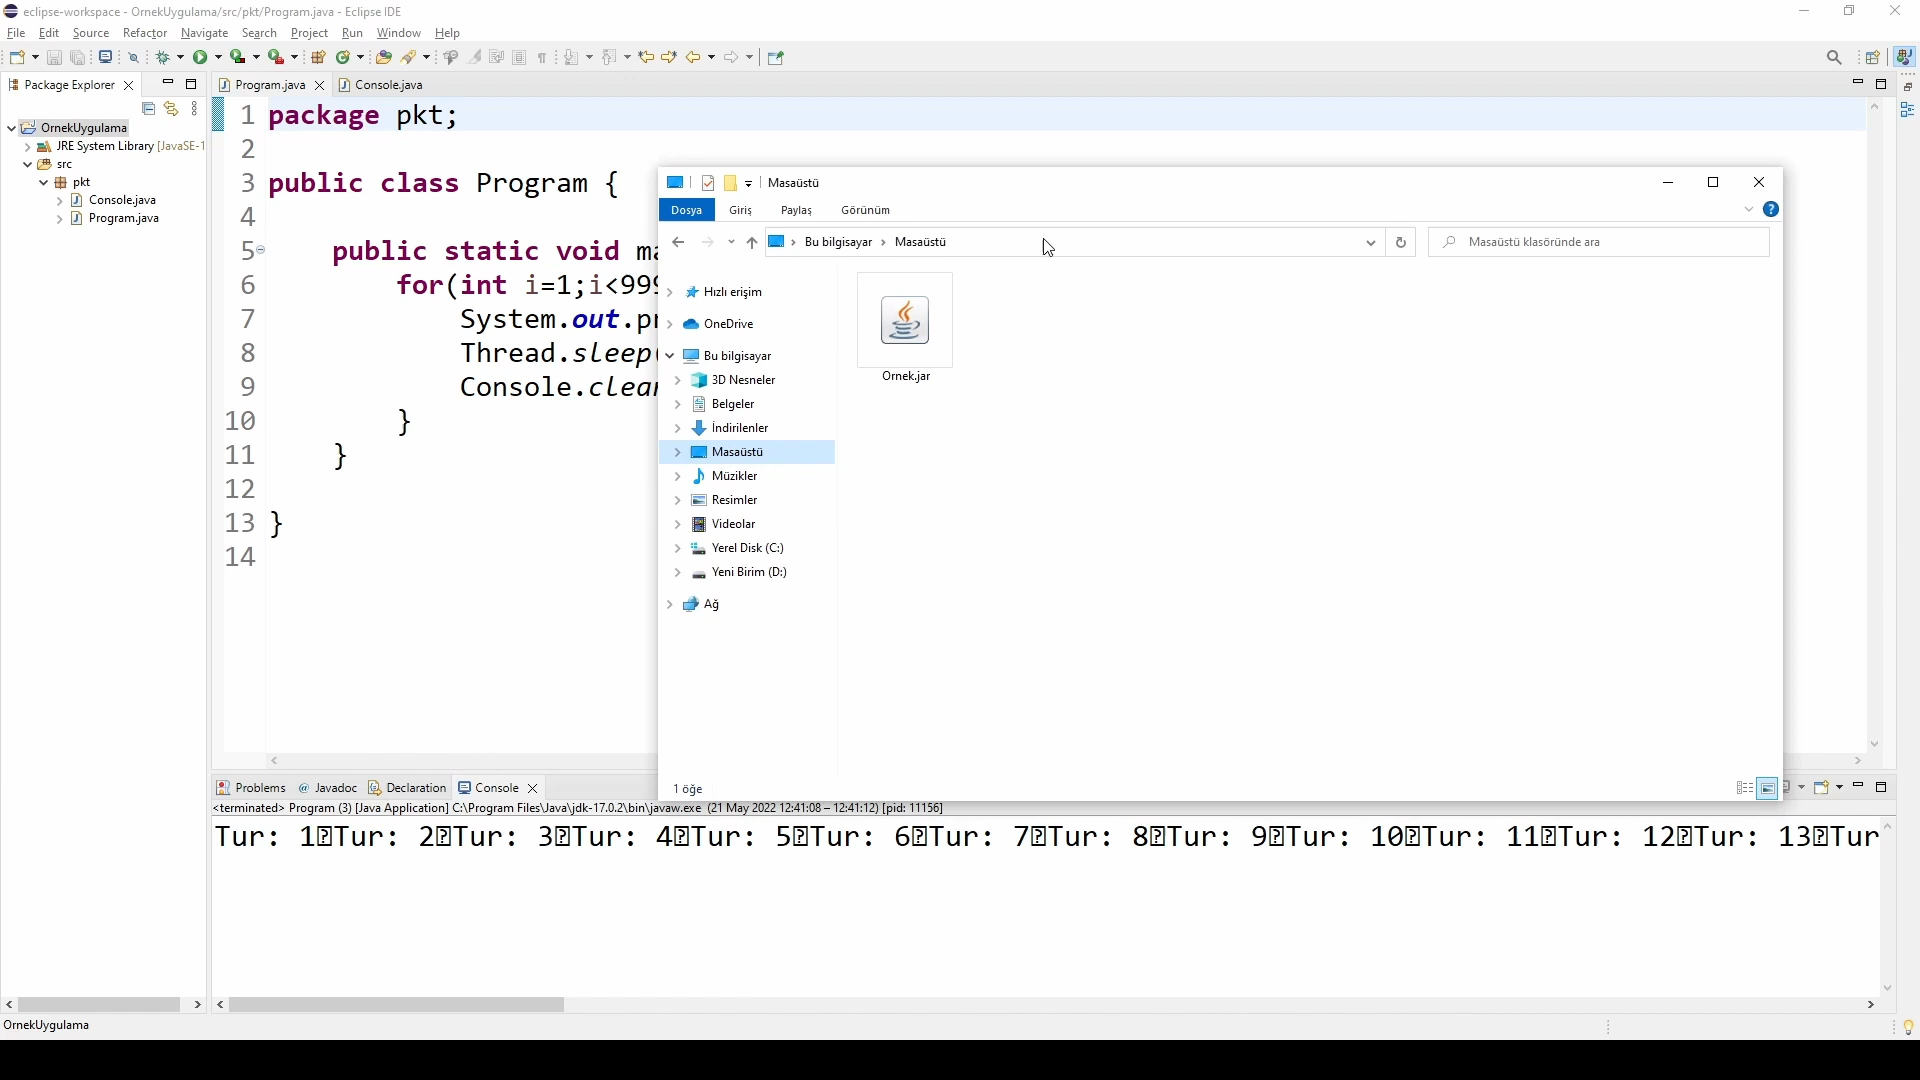 eclipse-workspace - OrnekUygulama/src/pkt/Program.java - Eclipse IDE
File Edit Source Refactor Navigate Search Project Run Window Help
Package Explorer
OrnekUygulama
JRE System Library [JavaSE-1
src
pkt
Console.java
Program.java
Program.java Console.java
1 package pkt;
2
3 public class Program {
4
5 public static void ma
6 for(int i=1;i<999
7 System.out.pr
8 Thread.sleep(
9 Console.clear
10 }
11 }
12
13 }
14
Masaüstü
Dosya Giriş Paylaş Görünüm
Bu bilgisayar Masaüstü
Masaüstü klasöründe ara
Hızlı erişim
OneDrive
Bu bilgisayar
3D Nesneler
Belgeler
İndirilenler
Masaüstü
Müzikler
Resimler
Videolar
Yerel Disk (C:)
Yeni Birim (D:)
Ağ
Ornek.jar
1 öğe
Problems @ Javadoc Declaration Console
<terminated> Program (3) [Java Application] C:\Program Files\Java\jdk-17.0.2\bin\javaw.exe (21 May 2022 12:41:08 – 12:41:12) [pid: 11156]
Tur: 1⍰Tur: 2⍰Tur: 3⍰Tur: 4⍰Tur: 5⍰Tur: 6⍰Tur: 7⍰Tur: 8⍰Tur: 9⍰Tur: 10⍰Tur: 11⍰Tur: 12⍰Tur: 13⍰Tur
OrnekUygulama